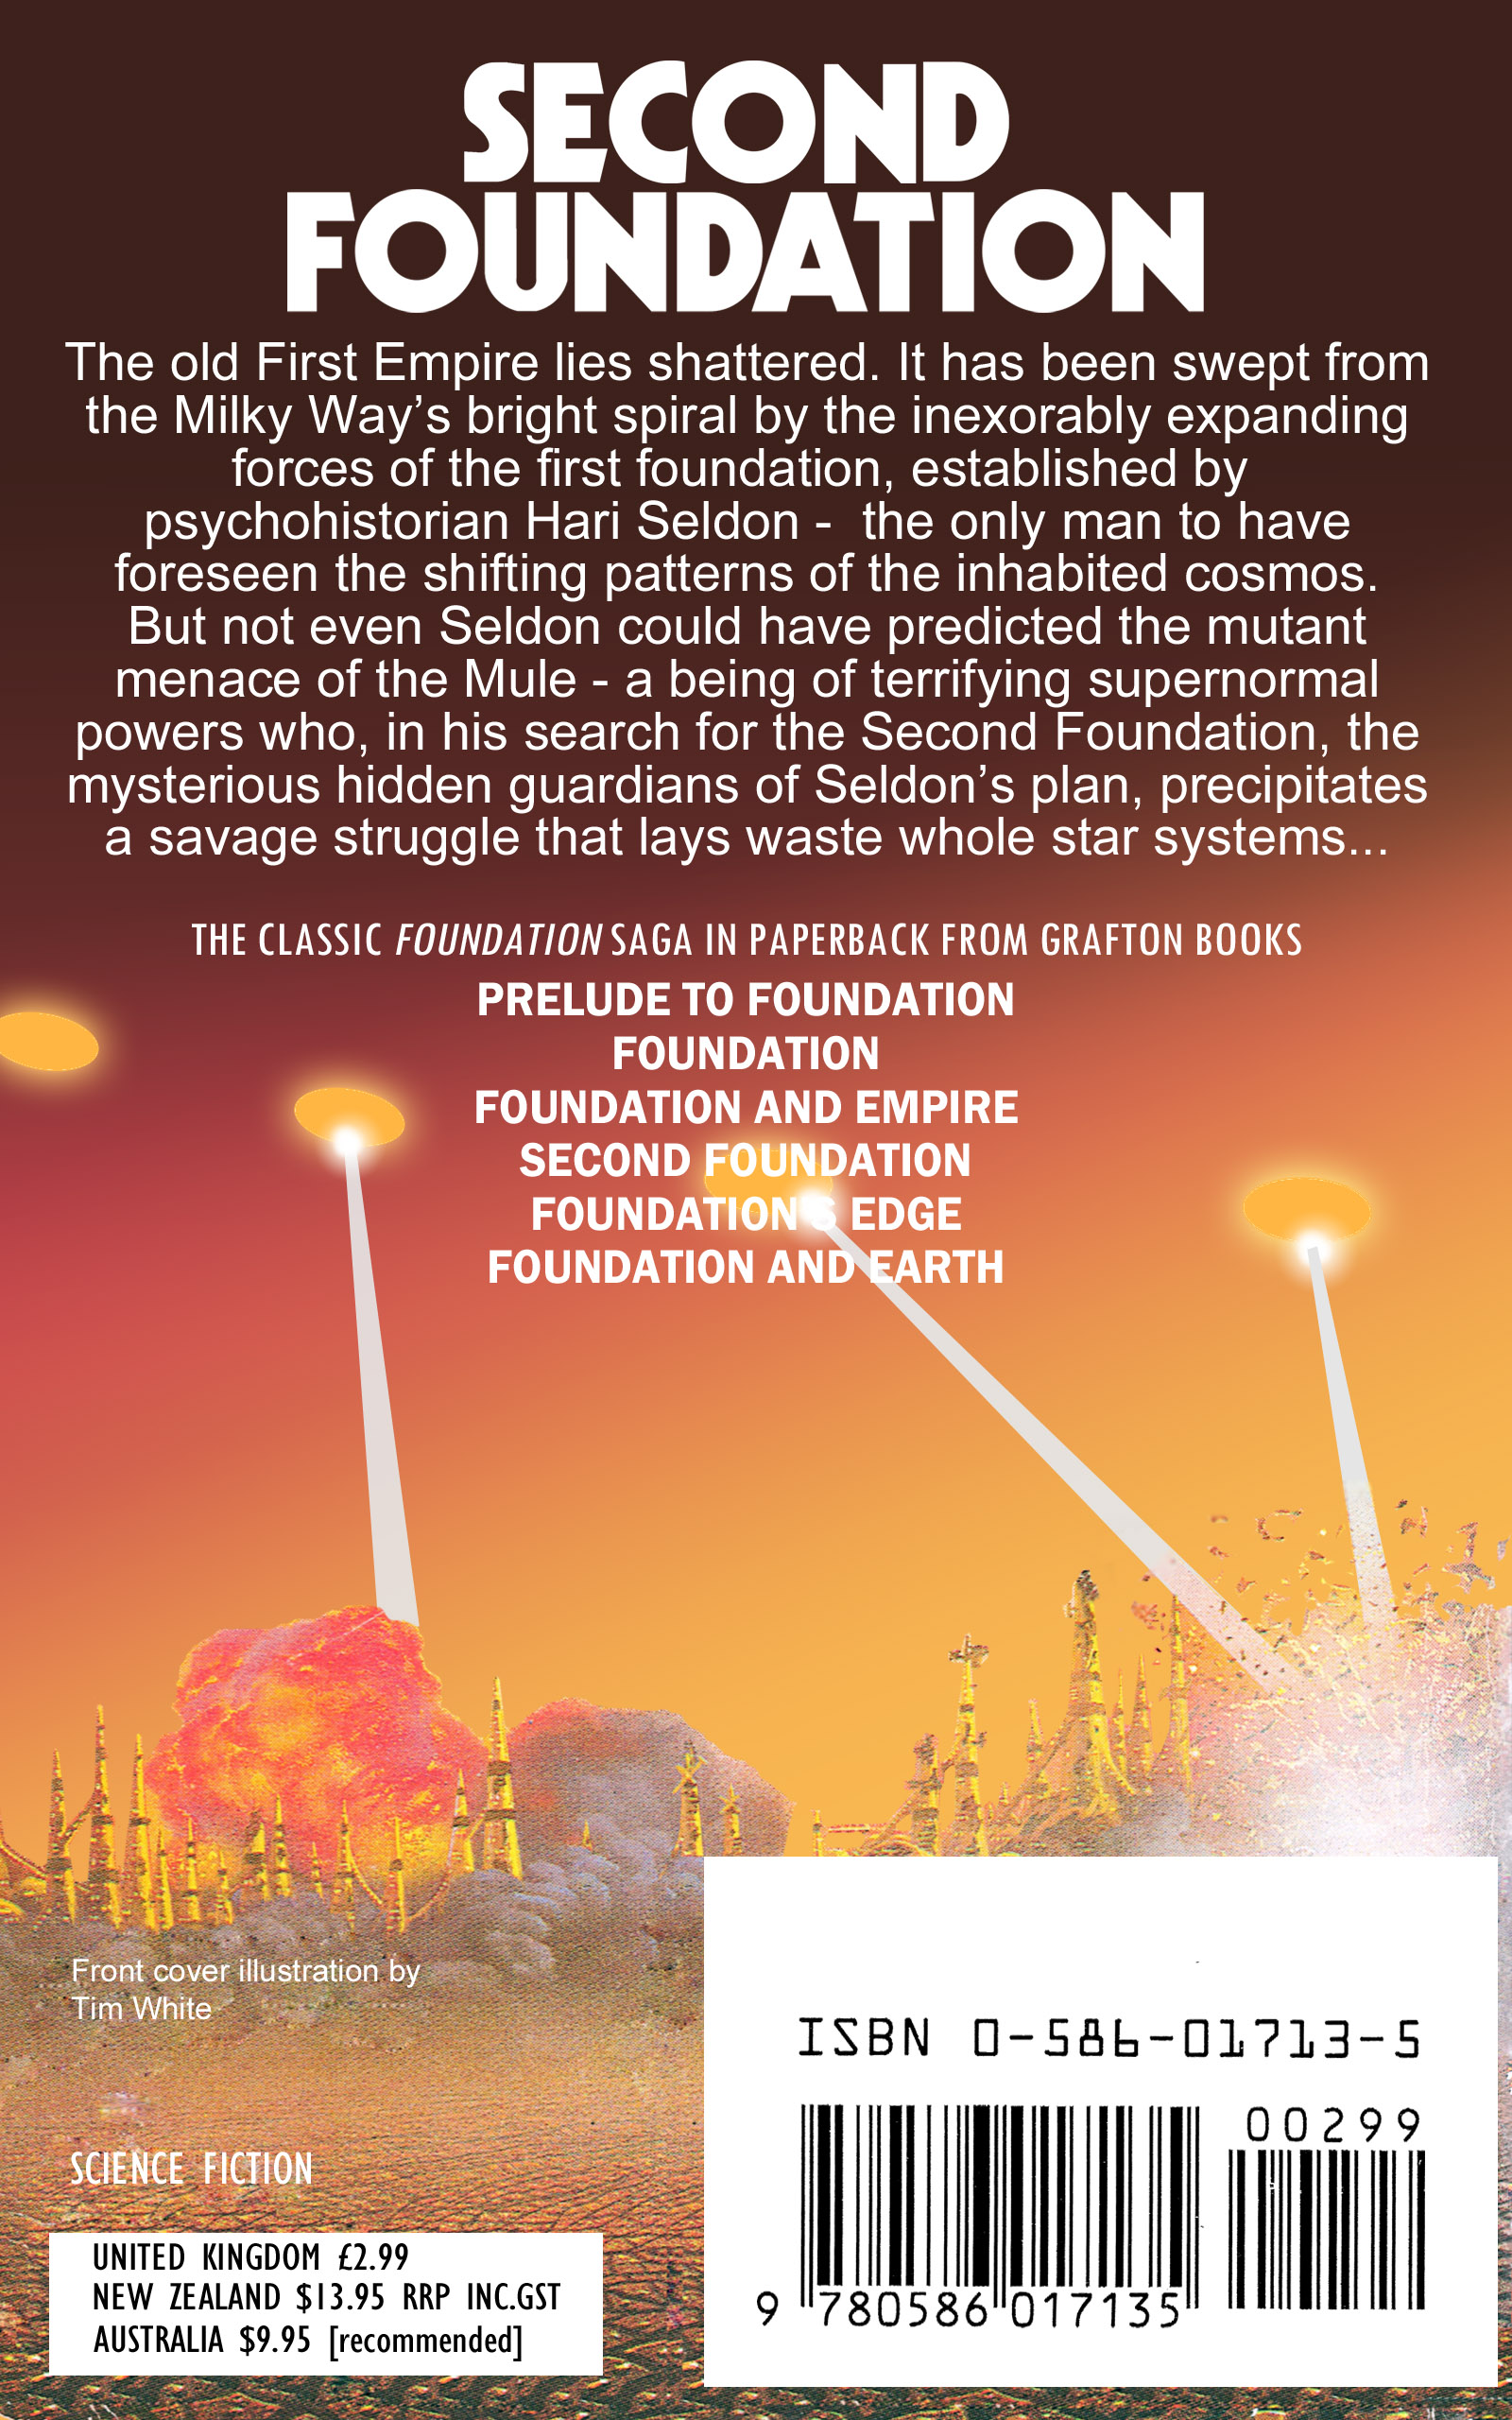 SECOND
FOUNDATION
The old First Empire lies shattered. It has been swept from
the Milky Way’s bright spiral by the inexorably expanding
forces of the first foundation, established by
psychohistorian Hari Seldon -  the only man to have
foreseen the shifting patterns of the inhabited cosmos.
But not even Seldon could have predicted the mutant
menace of the Mule - a being of terrifying supernormal
powers who, in his search for the Second Foundation, the
mysterious hidden guardians of Seldon’s plan, precipitates
a savage struggle that lays waste whole star systems...
THE CLASSIC FOUNDATION SAGA IN PAPERBACK FROM GRAFTON BOOKS
PRELUDE TO FOUNDATION
FOUNDATION
FOUNDATION AND EMPIRE
SECOND FOUNDATION
FOUNDATION'S EDGE
FOUNDATION AND EARTH
Front cover illustration by
Tim White
SCIENCE FICTION
UNITED KINGDOM £2.99
NEW ZEALAND $13.95 RRP INC.GST
AUSTRALIA $9.95 [recommended]
ISBN 0-586-01713-5
00299
9 780586 017135